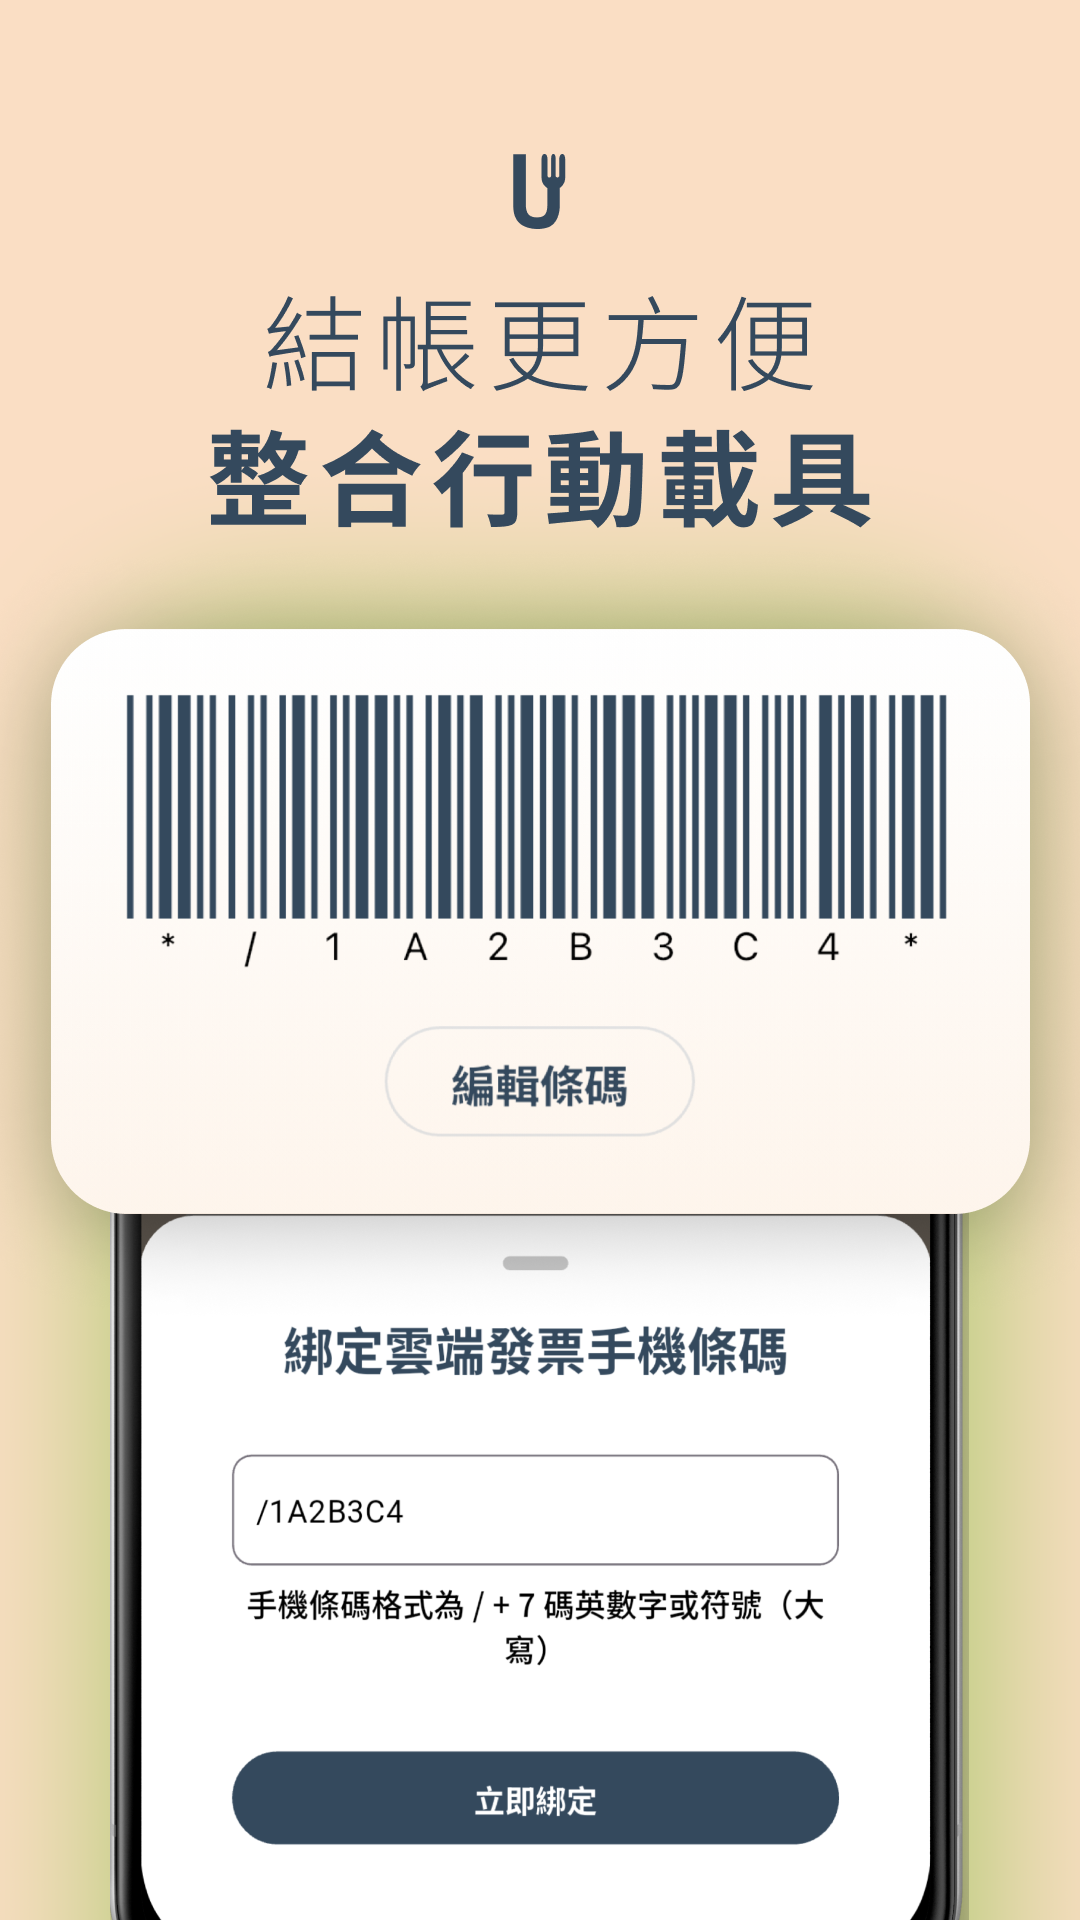 結帳更方便
整合行動載具
* / 1 A 2 B 3 C 4 *
編輯條碼
綁定雲端發票手機條碼
/1A2B3C4
手機條碼格式為 / + 7 碼英數字或符號（大
寫）
立即綁定